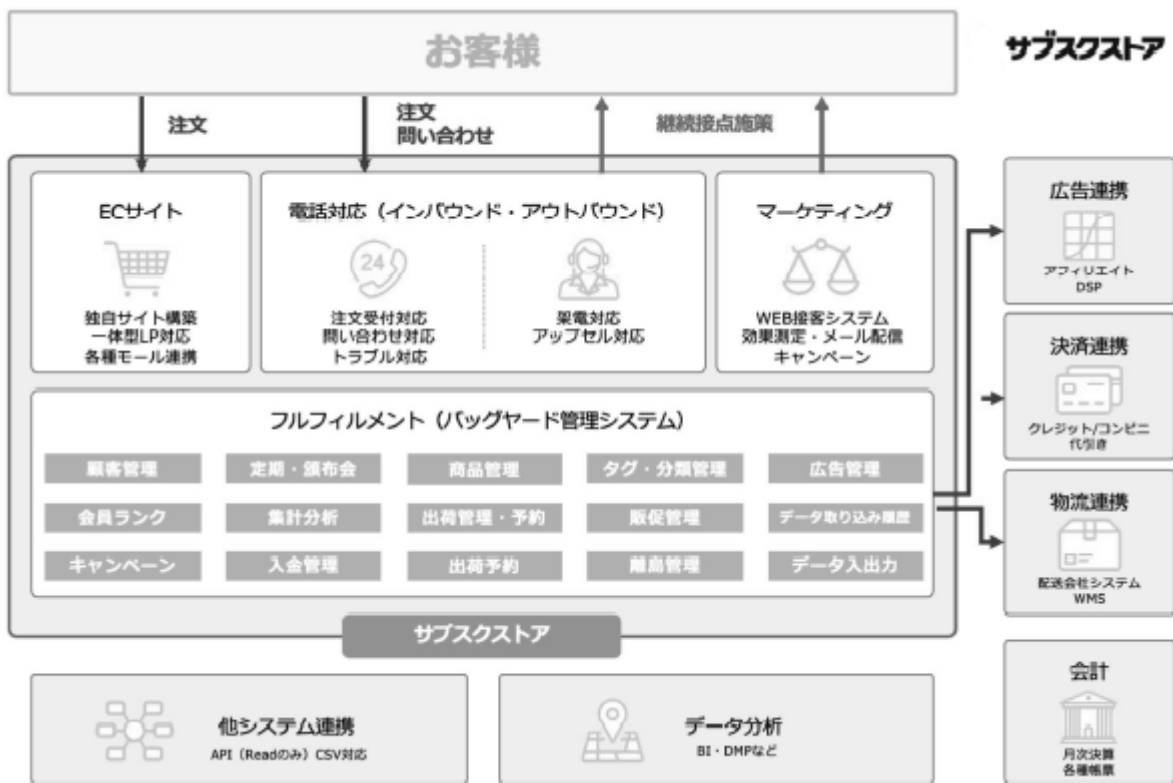 お客様
サブスクストア
注文
注文
問い合わせ
継続接点施策
ECサイト
独自サイト構築
一体型LP対応
各種モール連携
電話対応（インバウンド・アウトバウンド）
24
注文受付対応
問い合わせ対応
トラブル対応
架電対応
アップセル対応
マーケティング
WEB接客システム
効果測定・メール配信
キャンペーン
フルフィルメント（バッグヤード管理システム）
顧客管理
定期・頒布会
商品管理
タグ・分類管理
広告管理
会員ランク
集計分析
出荷管理・予約
販促管理
データ取り込み履歴
キャンペーン
入金管理
出荷予約
離島管理
データ入出力
サブスクストア
広告連携
アフィリエイト
DSP
決済連携
クレジット/コンビニ
代引き
物流連携
配送会社システム
WMS
会計
月次決算
各種帳票
他システム連携
API（Readのみ）CSV対応
データ分析
BI・DMPなど